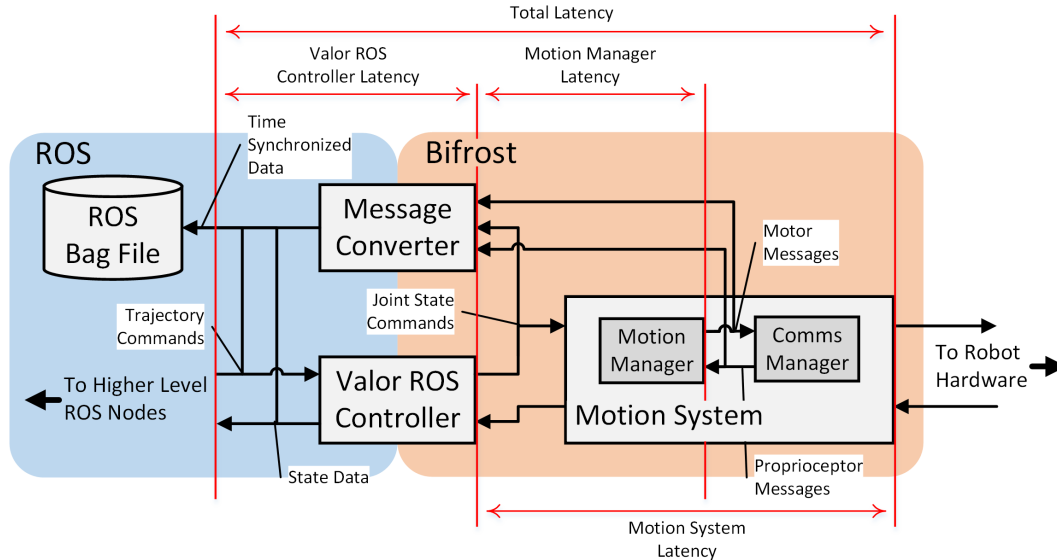 Total Latency
Valor ROS
Controller Latency
Motion Manager
Latency
Time
Synchronized
Data
ROS
Bifrost
ROS
Bag File
Message
Converter
Motor
Messages
Trajectory
Commands
Joint State
Commands
Motion
Manager
Comms
Manager
To Robot
Hardware
To Higher Level
ROS Nodes
Valor ROS
Controller
Motion System
State Data
Proprioceptor
Messages
Motion System
Latency